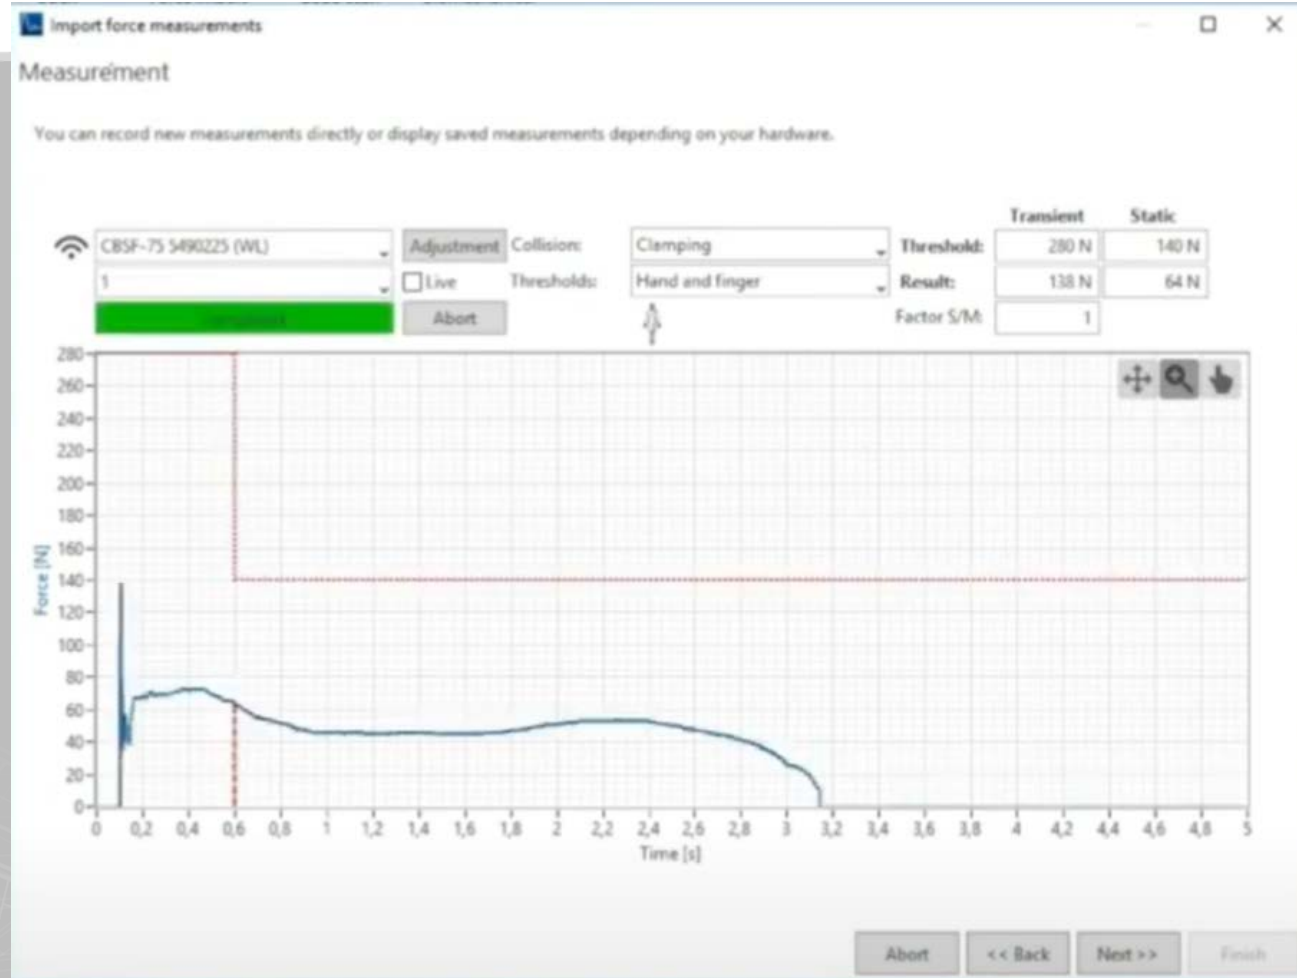 Import force measurements
Measurement
You can record new measurements directly or display saved measurements depending on your hardware.
Transient Static
CBSF-75 5490225 (WL) Adjustment Collision: Clamping Threshold: 280 N 140 N
1 Live Thresholds: Hand and finger Result: 138 N 64 N
Abort Factor S/M: 1
280
260
240
220
200
180
160
140
120
100
80
60
40
20
0
Force [N]
0 0,2 0,4 0,6 0,8 1 1,2 1,4 1,6 1,8 2 2,2 2,4 2,6 2,8 3 3,2 3,4 3,6 3,8 4 4,2 4,4 4,6 4,8 5
Time [s]
Abort << Back Next >> Finish